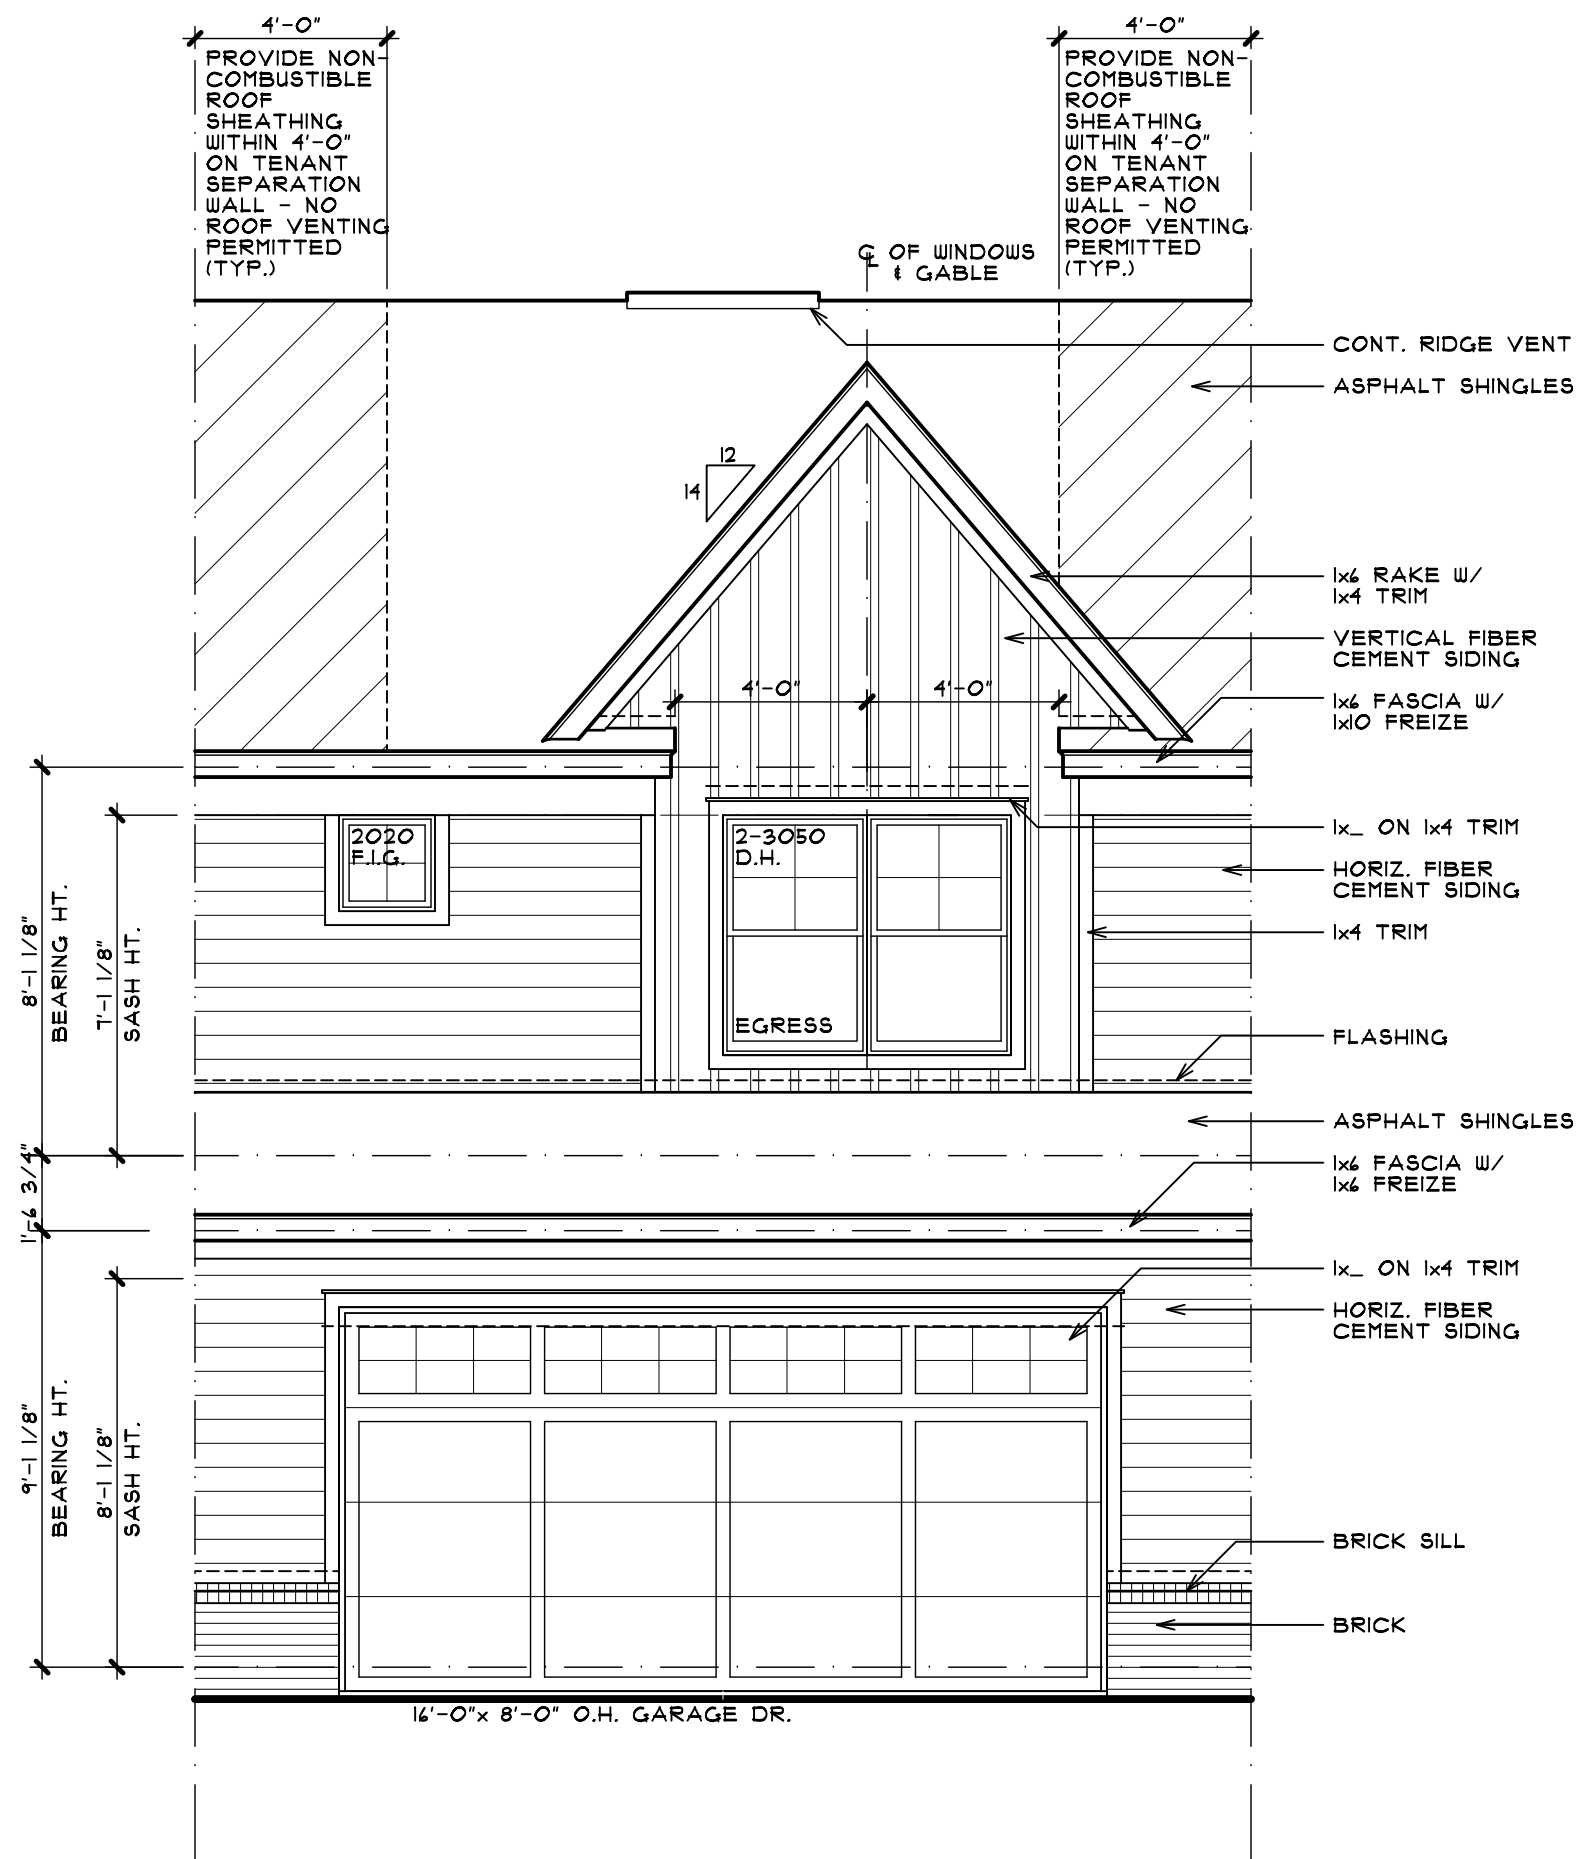 4'-0"
PROVIDE NON-
COMBUSTIBLE
ROOF
SHEATHING
WITHIN 4'-0"
ON TENANT
SEPARATION
WALL - NO
ROOF VENTING
PERMITTED
(TYP.)
4'-0"
PROVIDE NON-
COMBUSTIBLE
ROOF
SHEATHING
WITHIN 4'-0"
ON TENANT
SEPARATION
WALL - NO
ROOF VENTING
PERMITTED
(TYP.)
℄ OF WINDOWS
& GABLE
CONT. RIDGE VENT
ASPHALT SHINGLES
12
14
1x6 RAKE W/
1x4 TRIM
VERTICAL FIBER
CEMENT SIDING
1x6 FASCIA W/
1x10 FREIZE
4'-0"
4'-0"
2020
F.I.G.
2-3050
D.H.
EGRESS
1x_ ON 1x4 TRIM
HORIZ. FIBER
CEMENT SIDING
1x4 TRIM
FLASHING
ASPHALT SHINGLES
1x6 FASCIA W/
1x6 FREIZE
8'-1 1/8"
BEARING HT.
7'-1 1/8"
SASH HT.
1'-6 3/4"
9'-1 1/8"
BEARING HT.
8'-1 1/8"
SASH HT.
1x_ ON 1x4 TRIM
HORIZ. FIBER
CEMENT SIDING
BRICK SILL
BRICK
16'-0"x 8'-0" O.H. GARAGE DR.